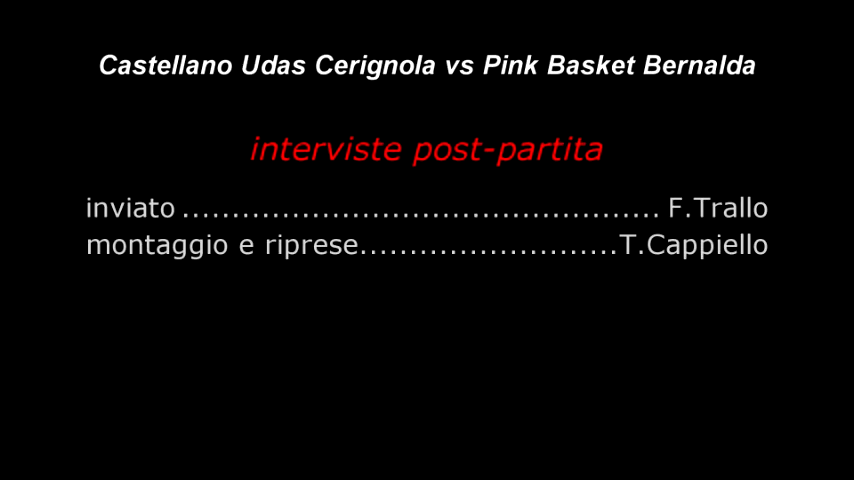 Castellano Udas Cerignola vs Pink Basket Bernalda
interviste post-partita
inviato ................................................ F.Trallo
montaggio e riprese..........................T.Cappiello